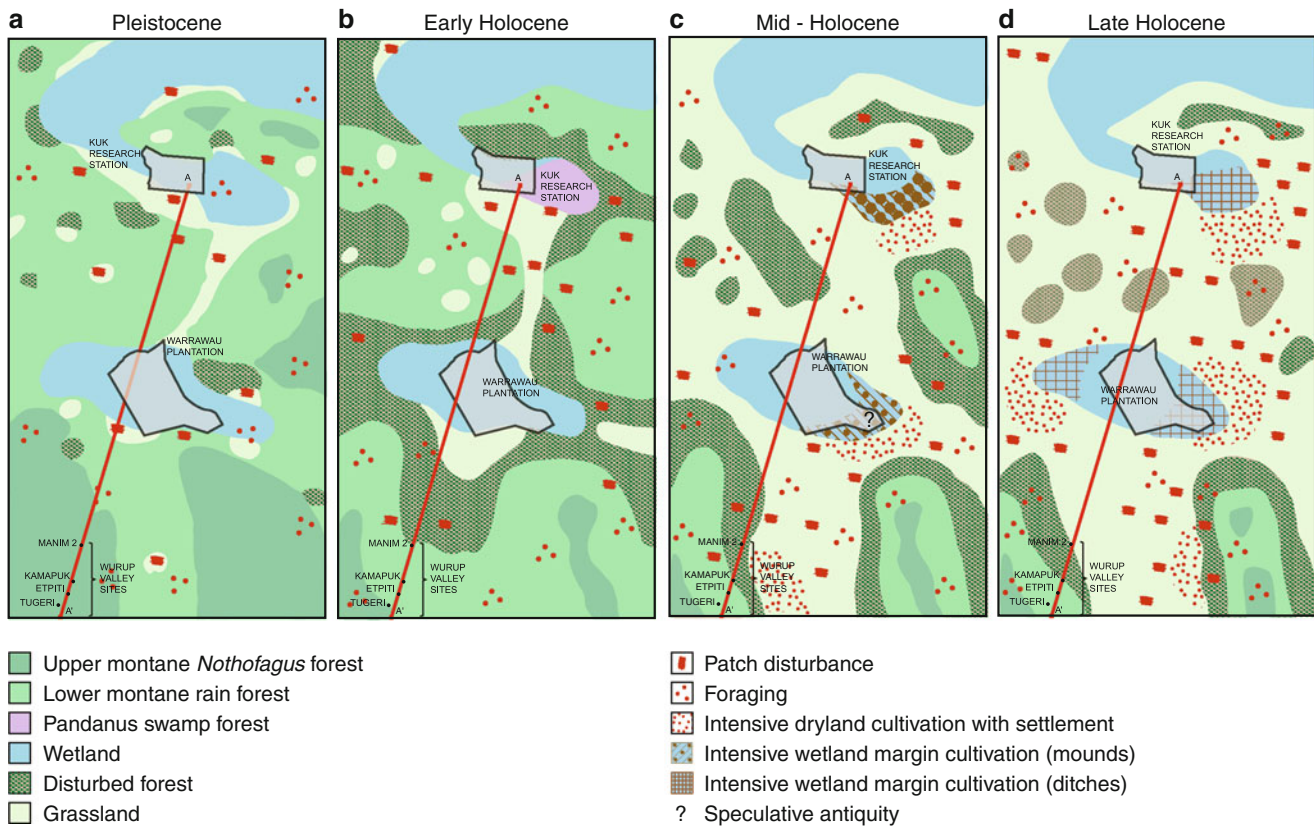 a Pleistocene
b Early Holocene
c Mid - Holocene
d Late Holocene
KUK
RESEARCH
STATION
A
WARRAWAU
PLANTATION
MANIM 2
KAMAPUK
ETPITI
TUGERI
A'
WURUP
VALLEY
SITES
KUK
RESEARCH
STATION
A
WARRAWAU
PLANTATION
MANIM 2
KAMAPUK
ETPITI
TUGERI
A'
WURUP
VALLEY
SITES
KUK
RESEARCH
STATION
A
WARRAWAU
PLANTATION
?
MANIM 2
KAMAPUK
ETPITI
TUGERI
A'
WURUP
VALLEY
SITES
KUK
RESEARCH
STATION
A
WARRAWAU
PLANTATION
MANIM 2
KAMAPUK
ETPITI
TUGERI
A'
WURUP
VALLEY
SITES
Upper montane Nothofagus forest
Lower montane rain forest
Pandanus swamp forest
Wetland
Disturbed forest
Grassland
Patch disturbance
Foraging
Intensive dryland cultivation with settlement
Intensive wetland margin cultivation (mounds)
Intensive wetland margin cultivation (ditches)
? Speculative antiquity